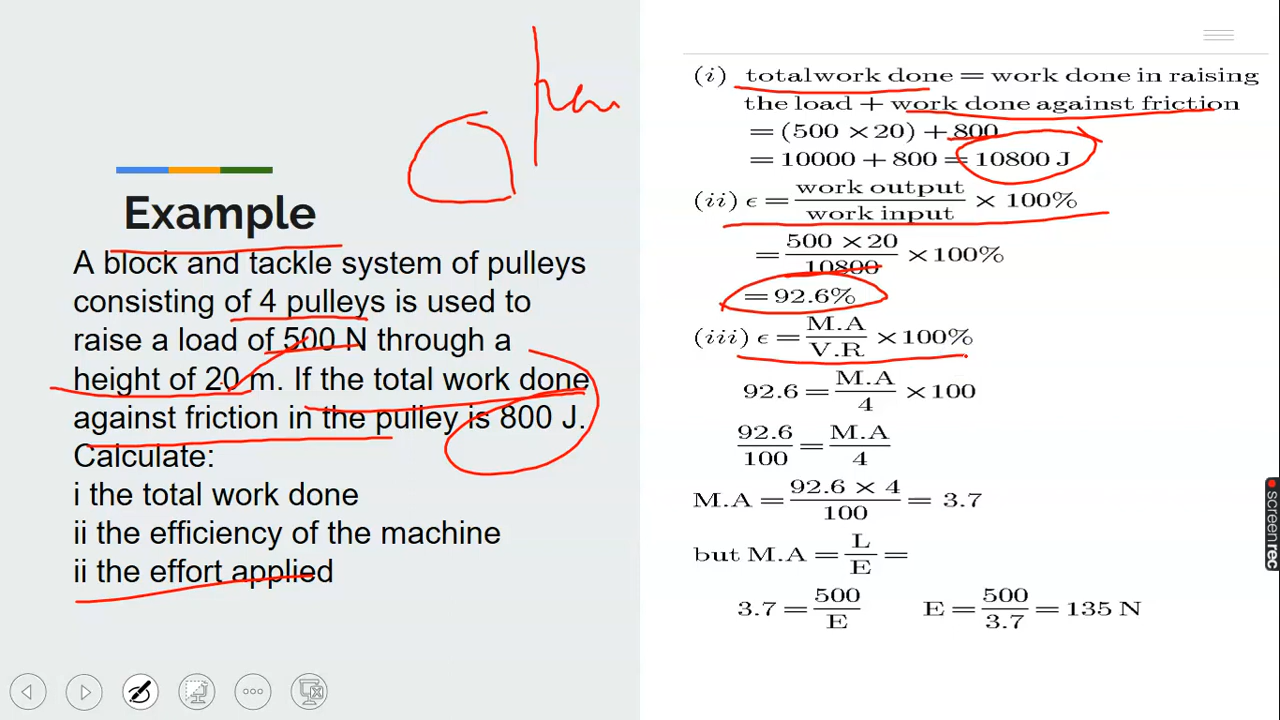 Example
A block and tackle system of pulleys
consisting of 4 pulleys is used to
raise a load of 500 N through a
height of 20 m. If the total work done
against friction in the pulley is 800 J.
Calculate:
i the total work done
ii the efficiency of the machine
ii the effort applied
(i) totalwork done = work done in raising
the load + work done against friction
= (500 × 20) + 800
= 10000 + 800 = 10800 J
(ii) ϵ = work output / work input × 100%
= 500 × 20 / 10800 × 100%
= 92.6%
(iii) ϵ = M.A / V.R × 100%
92.6 = M.A / 4 × 100
92.6 / 100 = M.A / 4
M.A = 92.6 × 4 / 100 = 3.7
but M.A = L / E =
3.7 = 500 / E E = 500 / 3.7 = 135 N
screenrec